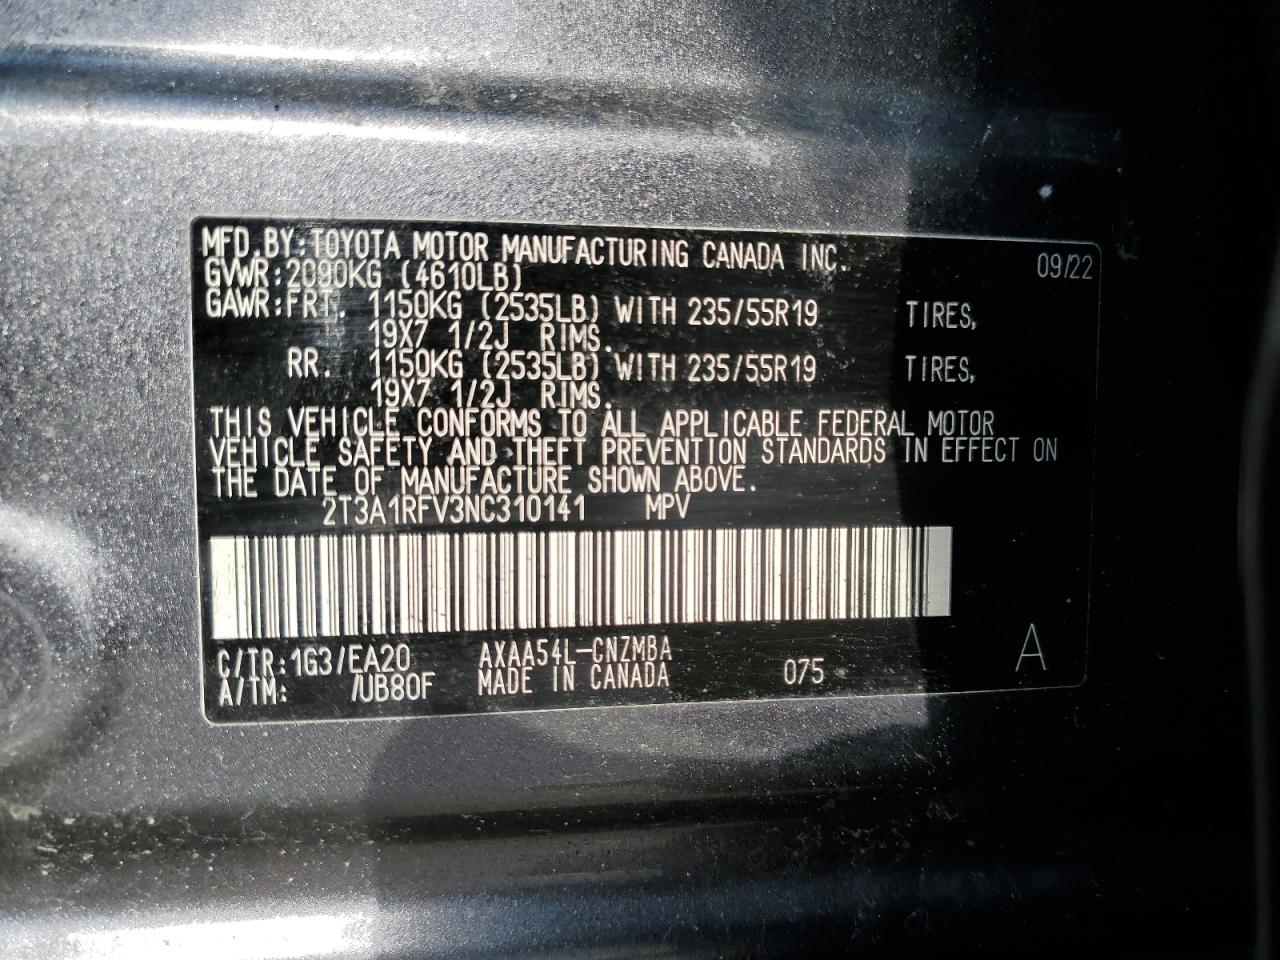 MFD.BY:TOYOTA MOTOR MANUFACTURING CANADA INC. 09/22
GVWR:2090KG (4610LB)
GAWR:FRT. 1150KG (2535LB) WITH 235/55R19 TIRES,
19X7 1/2J RIMS.
RR. 1150KG (2535LB) WITH 235/55R19 TIRES,
19X7 1/2J RIMS.
THIS VEHICLE CONFORMS TO ALL APPLICABLE FEDERAL MOTOR
VEHICLE SAFETY AND THEFT PREVENTION STANDARDS IN EFFECT ON
THE DATE OF MANUFACTURE SHOWN ABOVE.
2T3A1RFV3NC310141 MPV
C/TR:1G3/EA20 AXAA54L-CNZMBA
A/TM: /UB80F MADE IN CANADA 075 A